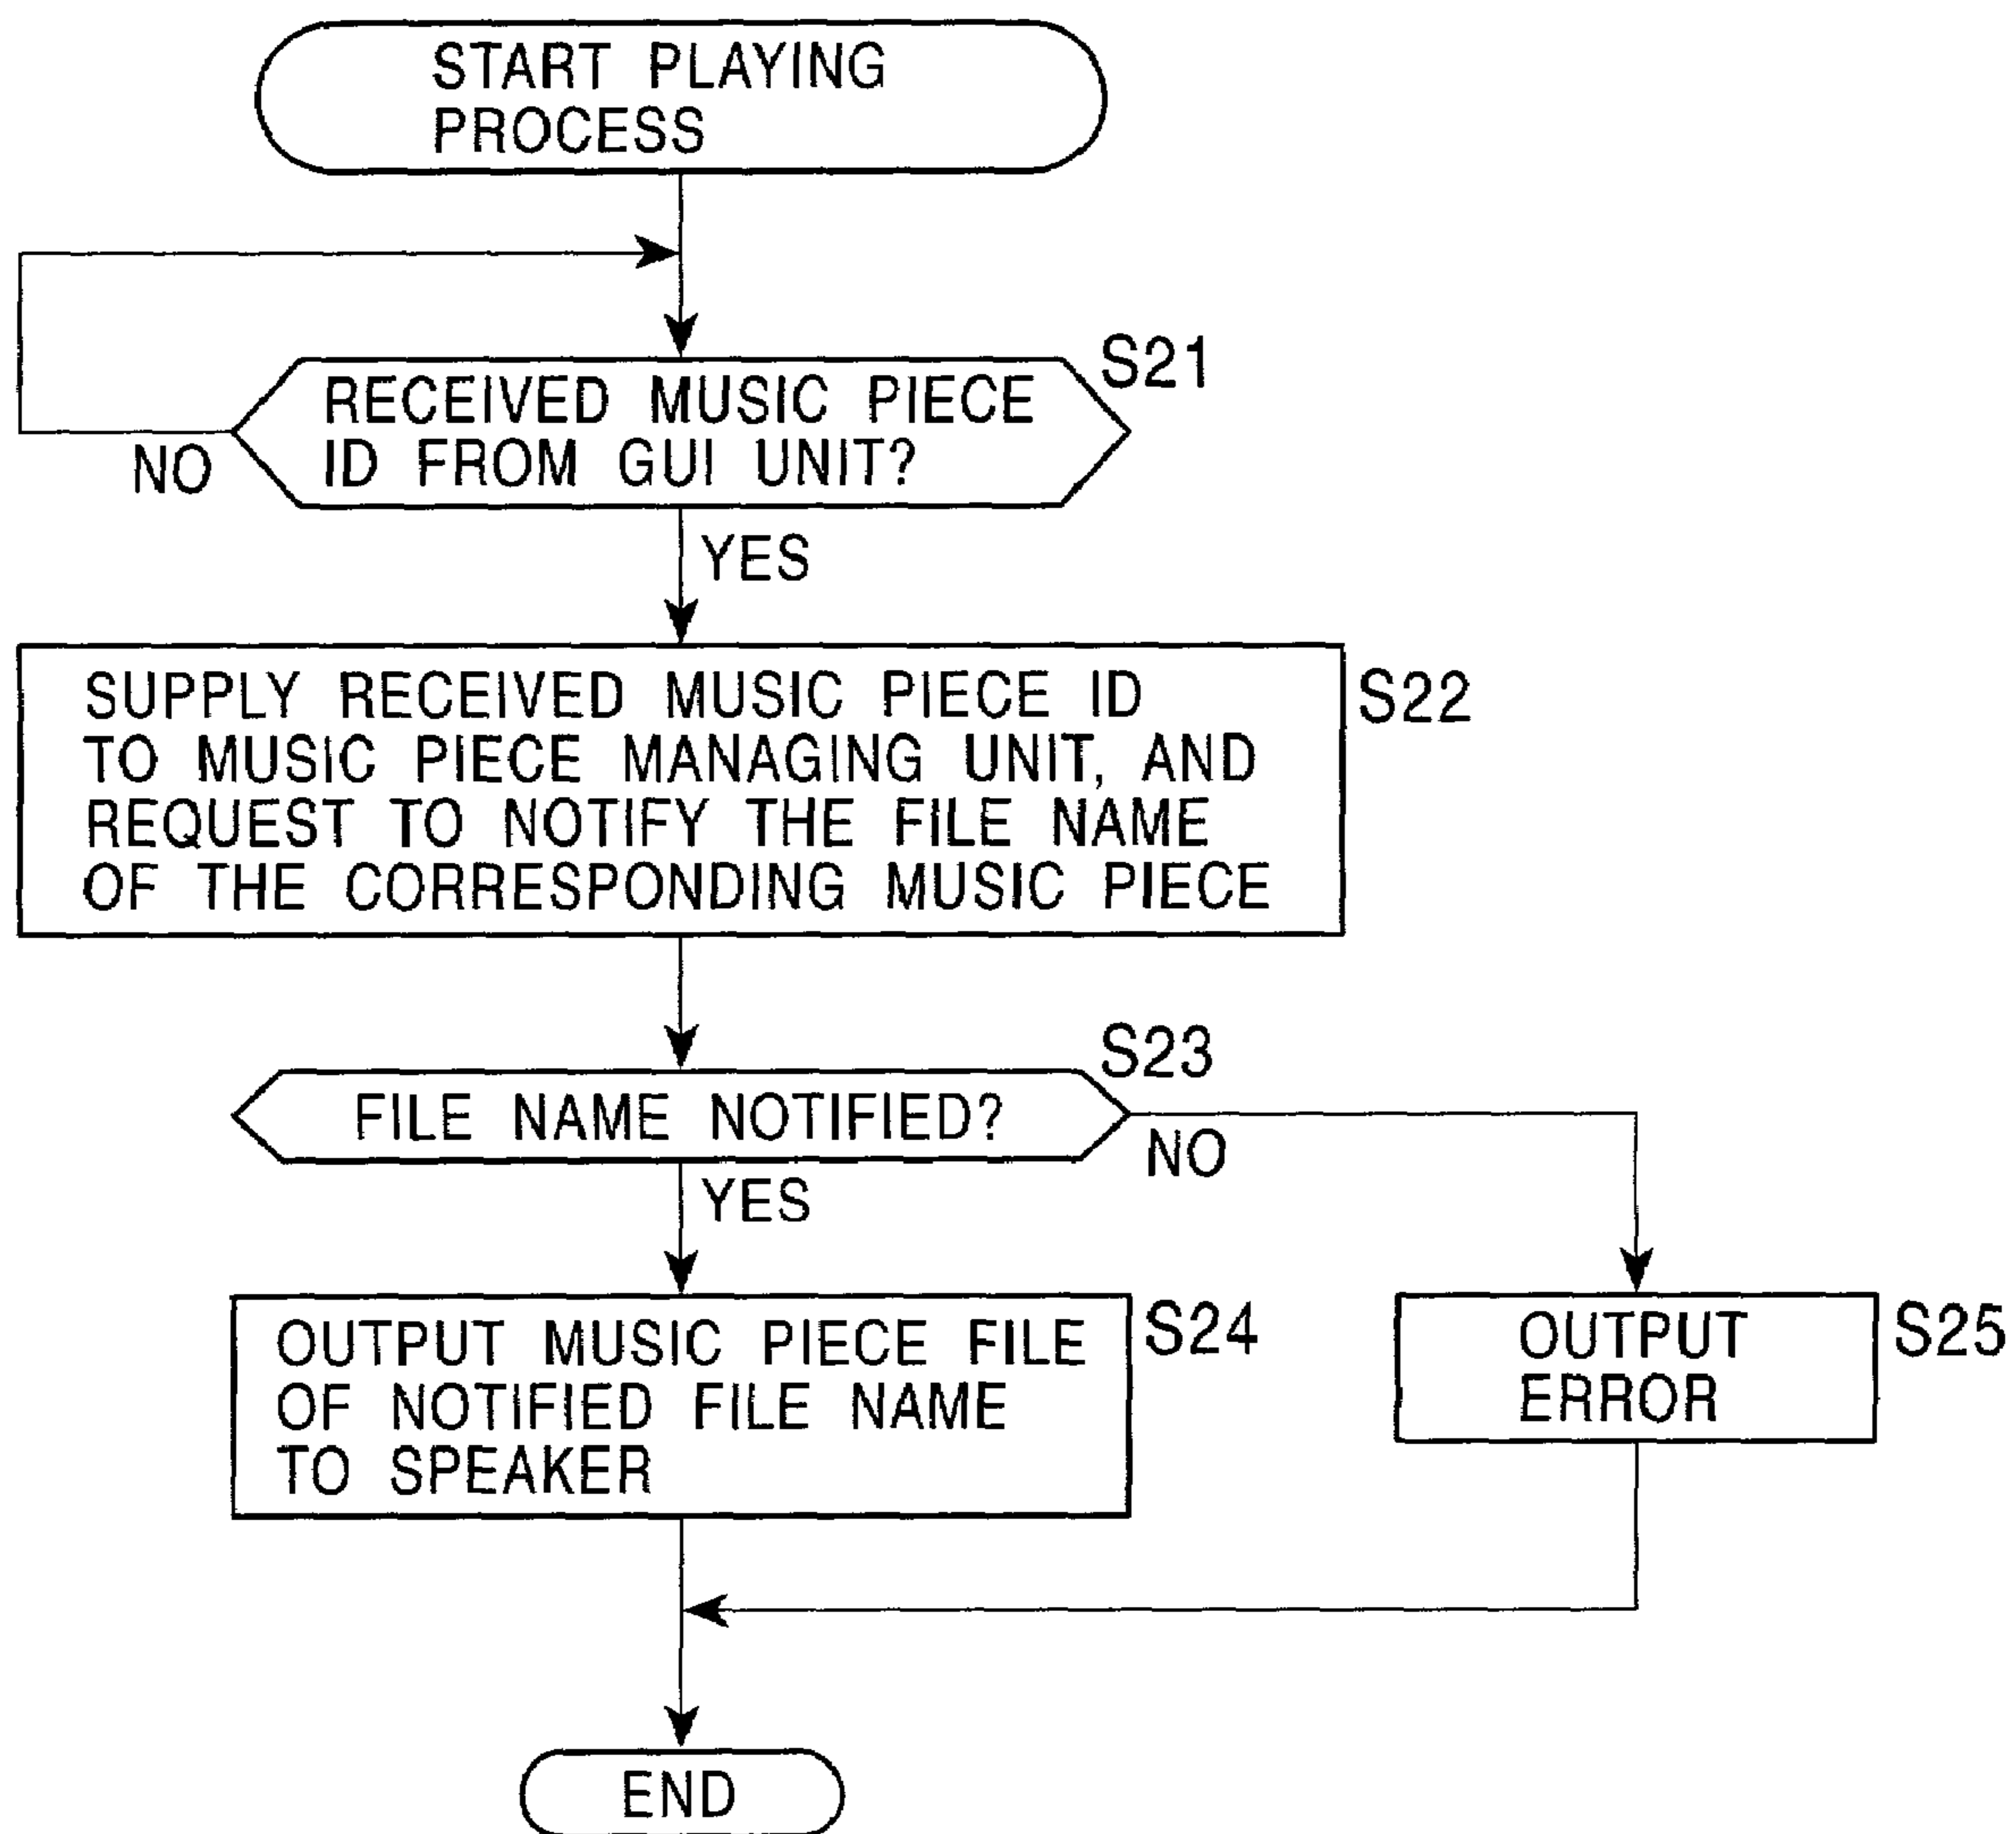 START PLAYING
PROCESS
S21
RECEIVED MUSIC PIECE
ID FROM GUI UNIT?
NO
YES
S22
SUPPLY RECEIVED MUSIC PIECE ID
TO MUSIC PIECE MANAGING UNIT, AND
REQUEST TO NOTIFY THE FILE NAME
OF THE CORRESPONDING MUSIC PIECE
S23
FILE NAME NOTIFIED?
NO
YES
S24
OUTPUT MUSIC PIECE FILE
OF NOTIFIED FILE NAME
TO SPEAKER
S25
OUTPUT
ERROR
END